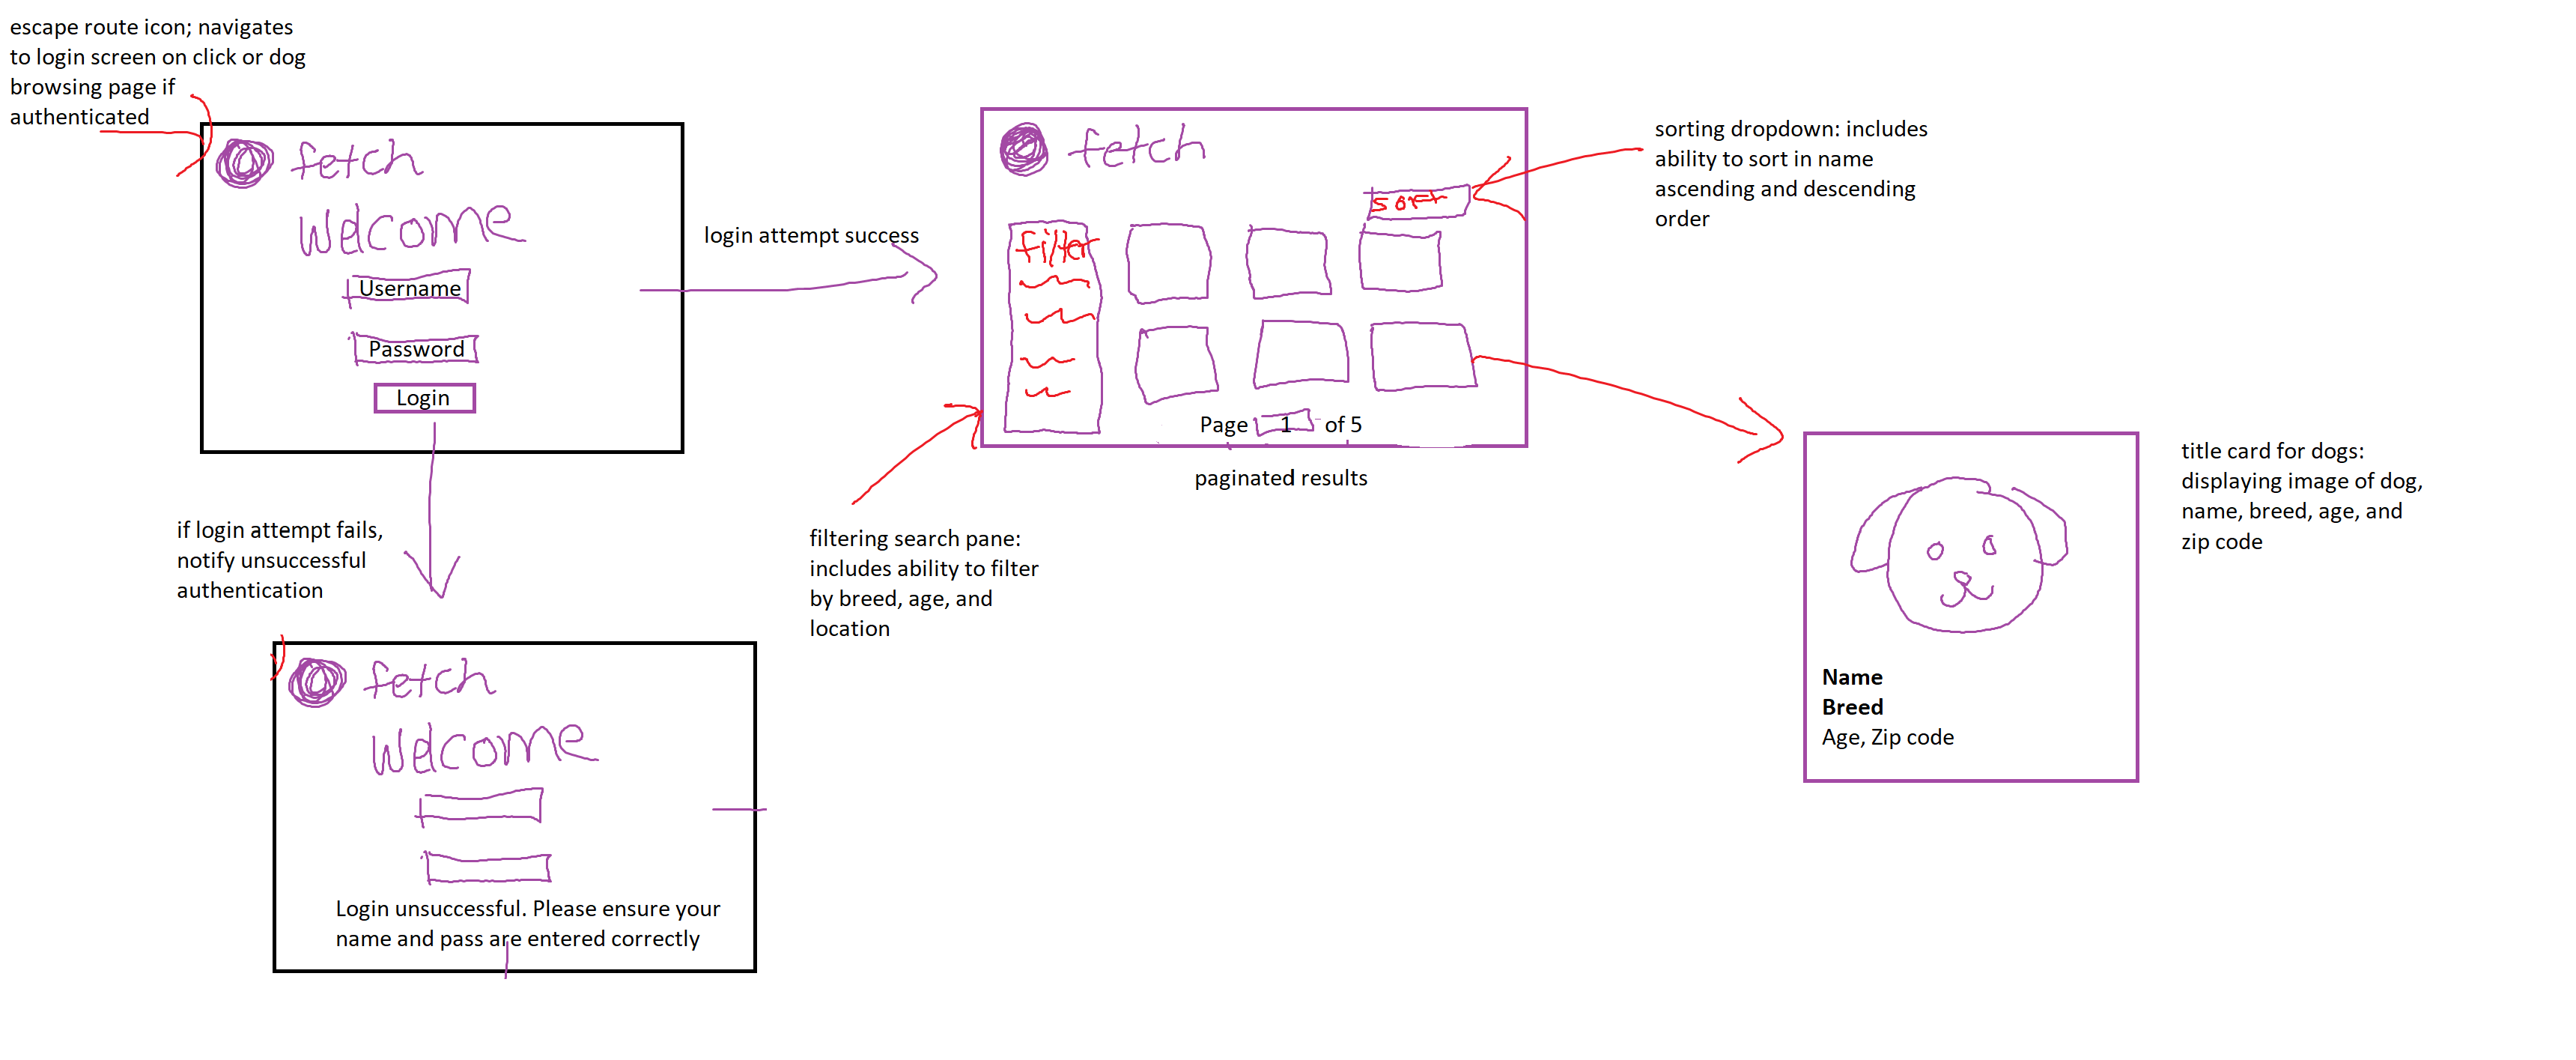 escape route icon; navigates
to login screen on click or dog
browsing page if
authenticated
fetch
Welcome
Username
Password
Login
login attempt success
if login attempt fails,
notify unsuccessful
authentication
fetch
Welcome
Login unsuccessful. Please ensure your
name and pass are entered correctly
fetch
sort
filter
Page 1 of 5
paginated results
filtering search pane:
includes ability to filter
by breed, age, and
location
sorting dropdown: includes
ability to sort in name
ascending and descending
order
Name
Breed
Age, Zip code
title card for dogs:
displaying image of dog,
name, breed, age, and
zip code